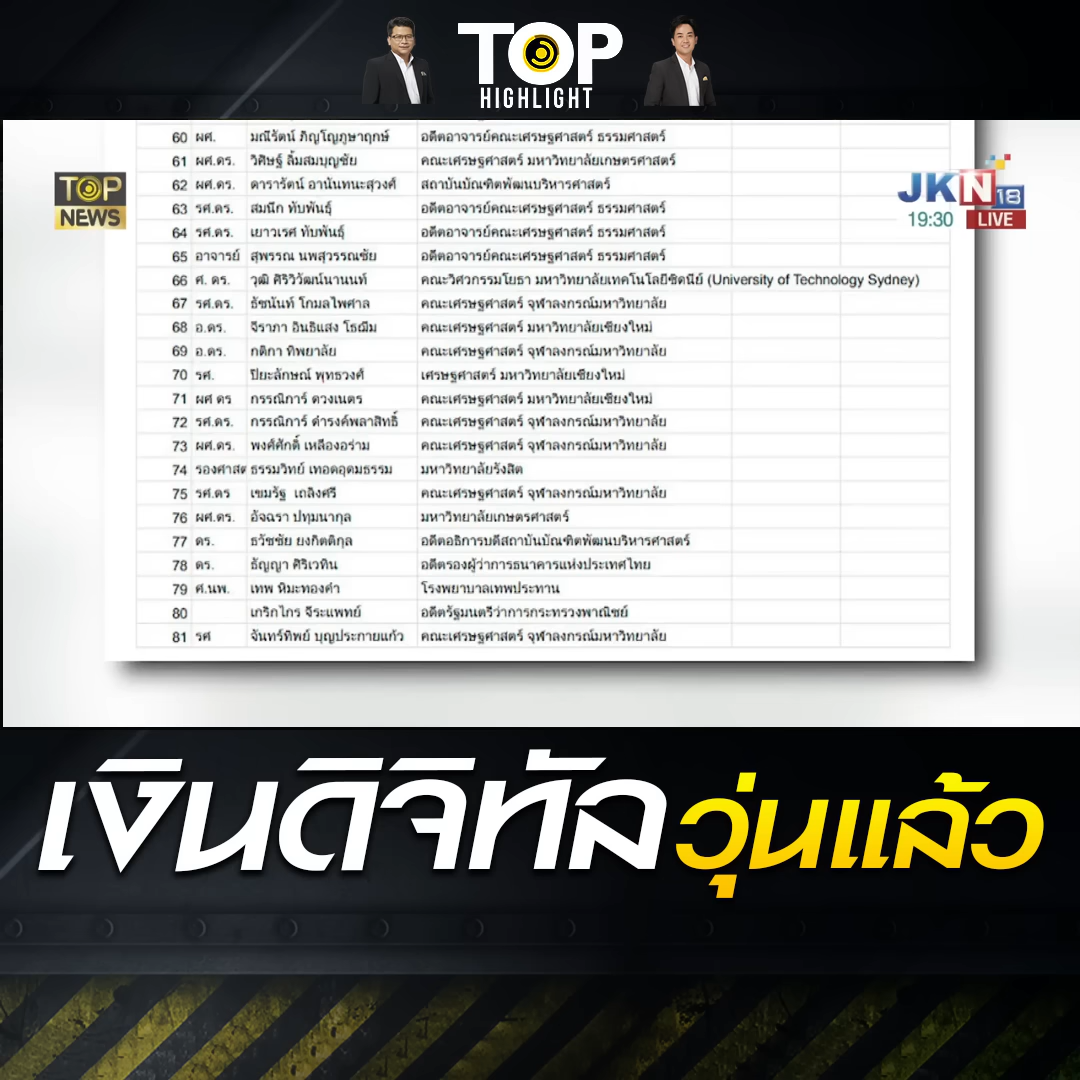 TOP
HIGHLIGHT
TOP
NEWS
JKN18
19:30 LIVE
60 ผศ. มณีรัตน์ ภิญโญภูษาฤกษ์ อดีตอาจารย์คณะเศรษฐศาสตร์ ธรรมศาสตร์
61 ผศ.ดร. วิศิษฐ์ ลิ้มสมบุญชัย คณะเศรษฐศาสตร์ มหาวิทยาลัยเกษตรศาสตร์
62 ผศ.ดร. ดารารัตน์ อานันทนะสุวงศ์ สถาบันบัณฑิตพัฒนบริหารศาสตร์
63 รศ.ดร. สมนึก ทับพันธุ์ อดีตอาจารย์คณะเศรษฐศาสตร์ ธรรมศาสตร์
64 รศ.ดร. เยาวเรศ ทับพันธุ์ อดีตอาจารย์คณะเศรษฐศาสตร์ ธรรมศาสตร์
65 อาจารย์ สุพรรณ นพสุวรรณชัย อดีตอาจารย์คณะเศรษฐศาสตร์ ธรรมศาสตร์
66 ศ. ดร. วุฒิ ศิริวิวัฒน์นานนท์ คณะวิศวกรรมโยธา มหาวิทยาลัยเทคโนโลยีซิดนีย์ (University of Technology Sydney)
67 รศ.ดร. ธัชนันท์ โกมลไพศาล คณะเศรษฐศาสตร์ จุฬาลงกรณ์มหาวิทยาลัย
68 อ.ดร. จีราภา อินธิแสง โธฌีม คณะเศรษฐศาสตร์ มหาวิทยาลัยเชียงใหม่
69 อ.ดร. กติกา ทิพยาลัย คณะเศรษฐศาสตร์ จุฬาลงกรณ์มหาวิทยาลัย
70 รศ. ปิยะลักษณ์ พุทธวงศ์ เศรษฐศาสตร์ มหาวิทยาลัยเชียงใหม่
71 ผศ ดร กรรณิการ์ ดวงเนตร คณะเศรษฐศาสตร์ มหาวิทยาลัยเชียงใหม่
72 รศ.ดร. กรรณิการ์ ดำรงค์พลาสิทธิ์ คณะเศรษฐศาสตร์ จุฬาลงกรณ์มหาวิทยาลัย
73 ผศ.ดร. พงศ์ศักดิ์ เหลืองอร่าม คณะเศรษฐศาสตร์ จุฬาลงกรณ์มหาวิทยาลัย
74 รองศาสต ธรรมวิทย์ เทอดอุดมธรรม มหาวิทยาลัยรังสิต
75 รศ.ดร เขมรัฐ เถลิงศรี คณะเศรษฐศาสตร์ จุฬาลงกรณ์มหาวิทยาลัย
76 ผศ.ดร. อัจฉรา ปทุมนากุล มหาวิทยาลัยเกษตรศาสตร์
77 ดร. ธวัชชัย ยงกิตติกุล อดีตอธิการบดีสถาบันบัณฑิตพัฒนบริหารศาสตร์
78 ดร. ธัญญา ศิริเวทิน อดีตรองผู้ว่าการธนาคารแห่งประเทศไทย
79 ศ.นพ. เทพ หิมะทองคำ โรงพยาบาลเทพประทาน
80 เกริกไกร จีระแพทย์ อดีตรัฐมนตรีว่าการกระทรวงพาณิชย์
81 รศ จันทร์ทิพย์ บุญประกายแก้ว คณะเศรษฐศาสตร์ จุฬาลงกรณ์มหาวิทยาลัย
เงินดิจิทัลวุ่นแล้ว